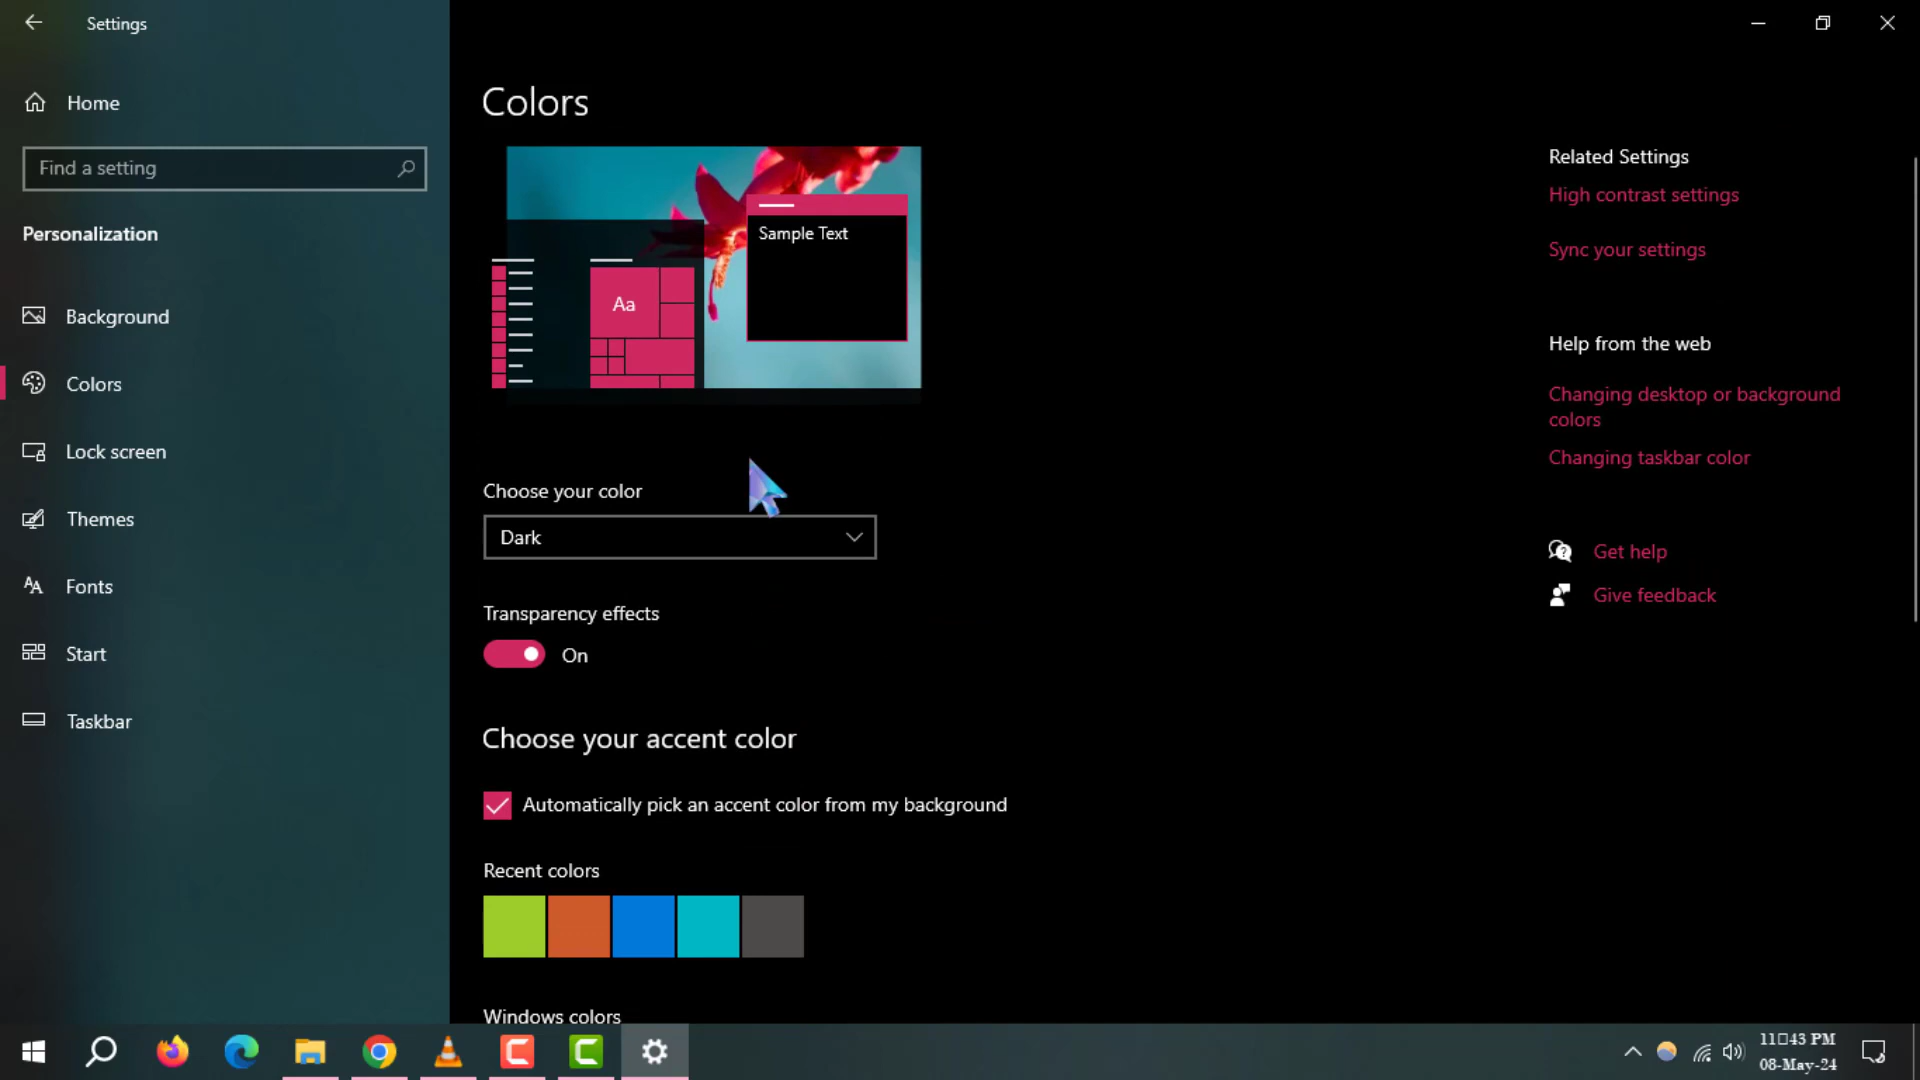 Settings
Home
Find a setting
Personalization
Background
Colors
Lock screen
Themes
Fonts
Start
Taskbar
Colors
Sample Text
Aa
Choose your color
Dark
Transparency effects
On
Choose your accent color
Automatically pick an accent color from my background
Recent colors
Windows colors
Related Settings
High contrast settings
Sync your settings
Help from the web
Changing desktop or background
colors
Changing taskbar color
Get help
Give feedback
11□43 PM
08-May-24